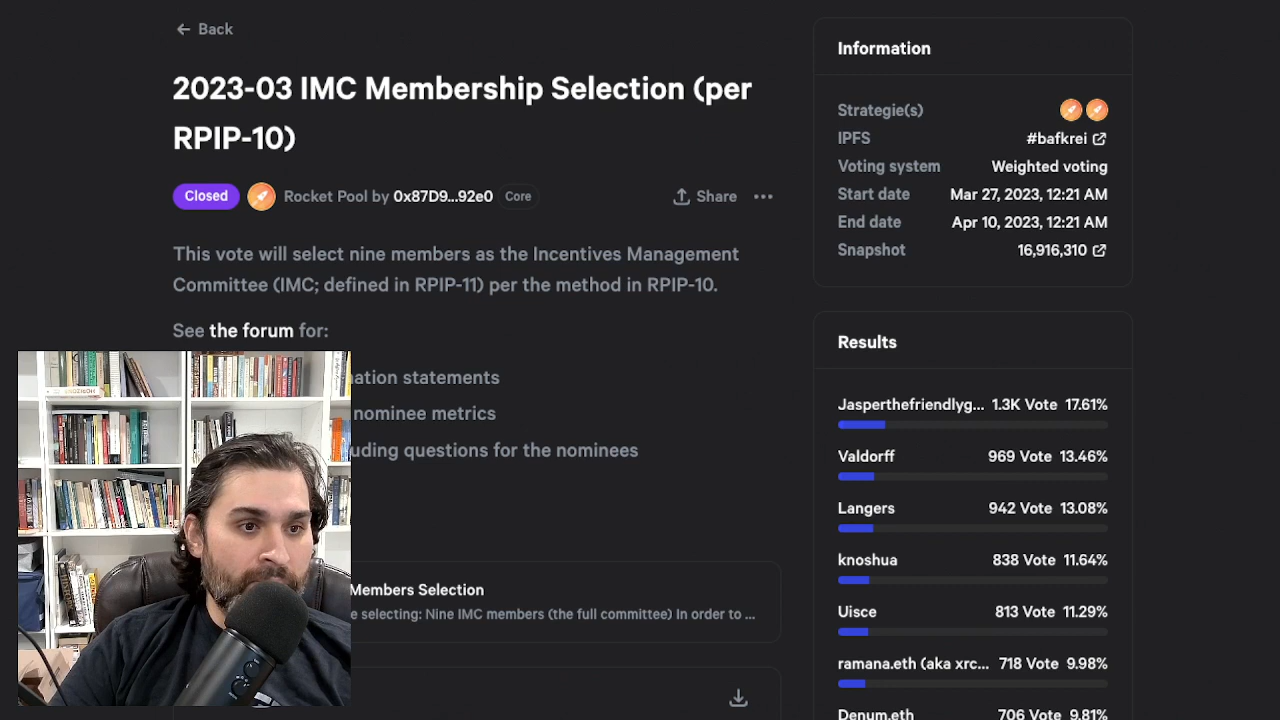 Back
2023-03 IMC Membership Selection (per
RPIP-10)
Closed Rocket Pool by 0x87D9...92e0 Core Share
This vote will select nine members as the Incentives Management
Committee (IMC; defined in RPIP-11) per the method in RPIP-10.
See the forum for:
statements
nominee metrics
questions for the nominees
Members Selection
selecting: Nine IMC members (the full committee) In order to ...
Information
Strategie(s)
IPFS #bafkrei
Voting system Weighted voting
Start date Mar 27, 2023, 12:21 AM
End date Apr 10, 2023, 12:21 AM
Snapshot 16,916,310
Results
Jasperthefriendlyg... 1.3K Vote 17.61%
Valdorff 969 Vote 13.46%
Langers 942 Vote 13.08%
knoshua 838 Vote 11.64%
Uisce 813 Vote 11.29%
ramana.eth (aka xrc... 718 Vote 9.98%
Denum.eth 706 Vote 9.81%